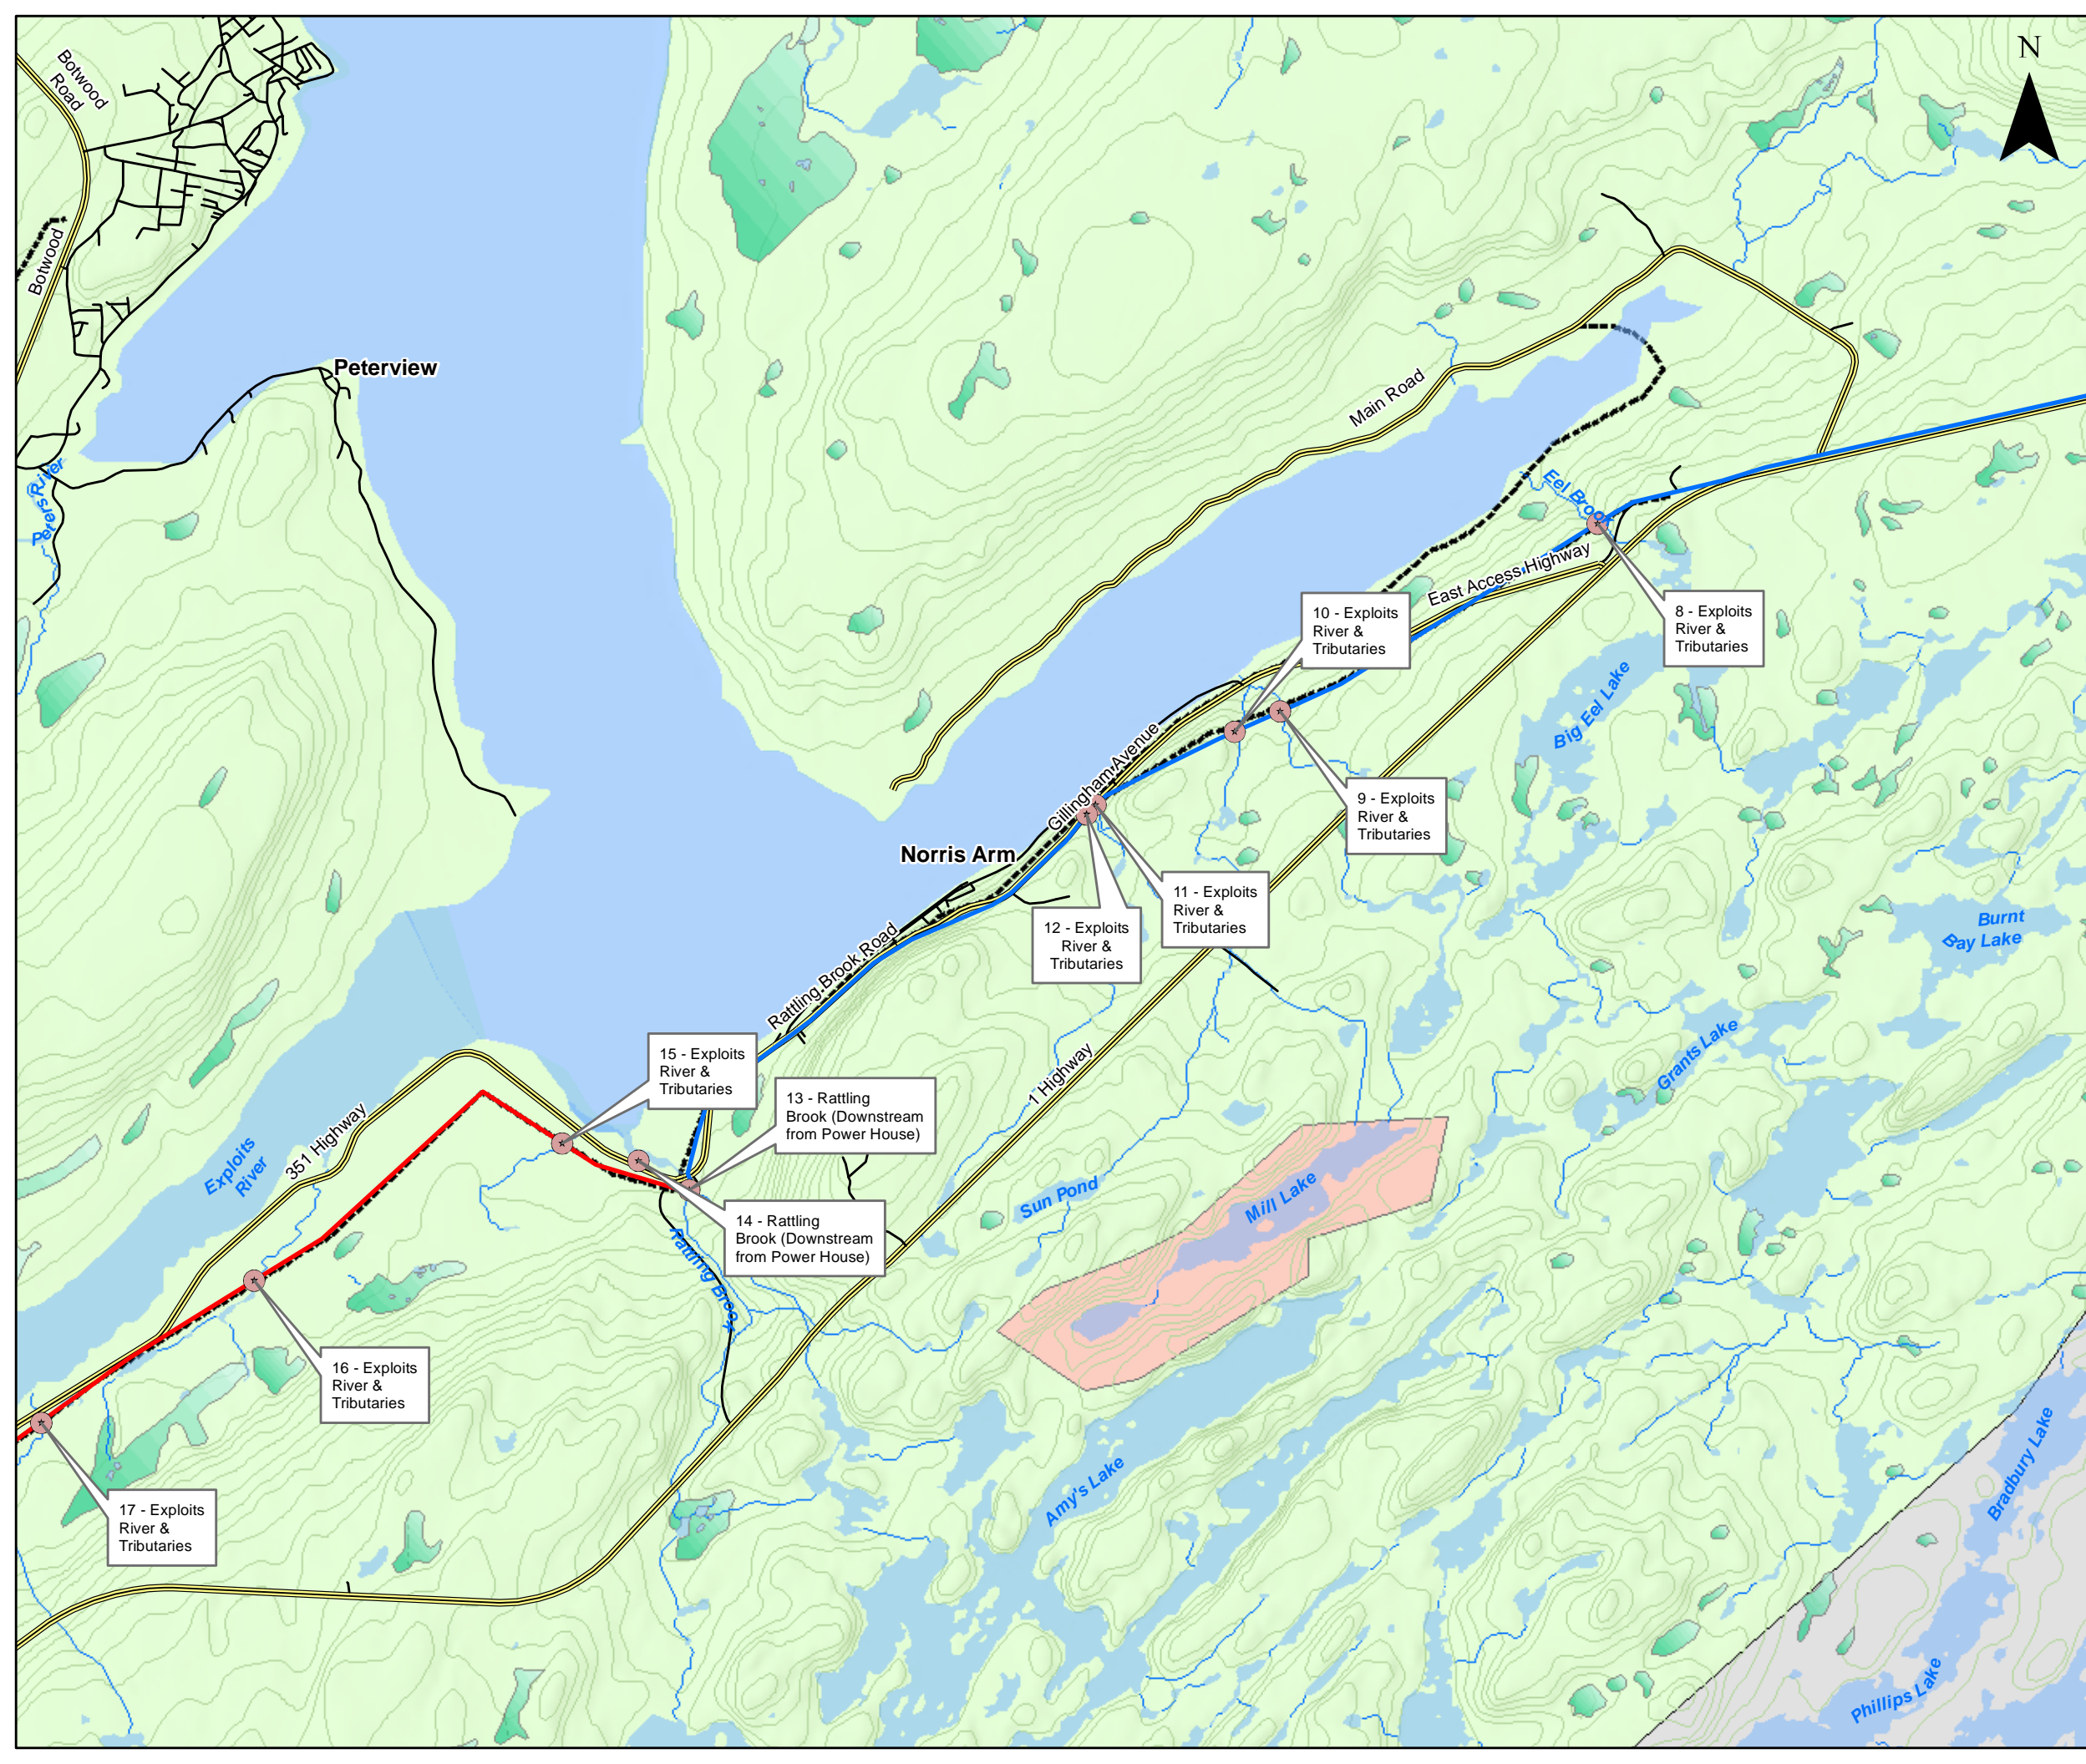 N
Botwood
Road
Botwood
Peterview
Peters River
Main Road
Eel Brook
East Access Highway
10 - Exploits
River &
Tributaries
8 - Exploits
River &
Tributaries
Big Eel Lake
Gillingham Avenue
9 - Exploits
River &
Tributaries
Norris Arm
11 - Exploits
River &
Tributaries
12 - Exploits
River &
Tributaries
Burnt
Bay Lake
Rattling Brook Road
15 - Exploits
River &
Tributaries
13 - Rattling
Brook (Downstream
from Power House)
1 Highway
Grants Lake
351 Highway
Exploits
River
Sun Pond
Mill Lake
14 - Rattling
Brook (Downstream
from Power House)
Rattling Brook
16 - Exploits
River &
Tributaries
17 - Exploits
River &
Tributaries
Amy's Lake
Bradbury Lake
Phillips Lake